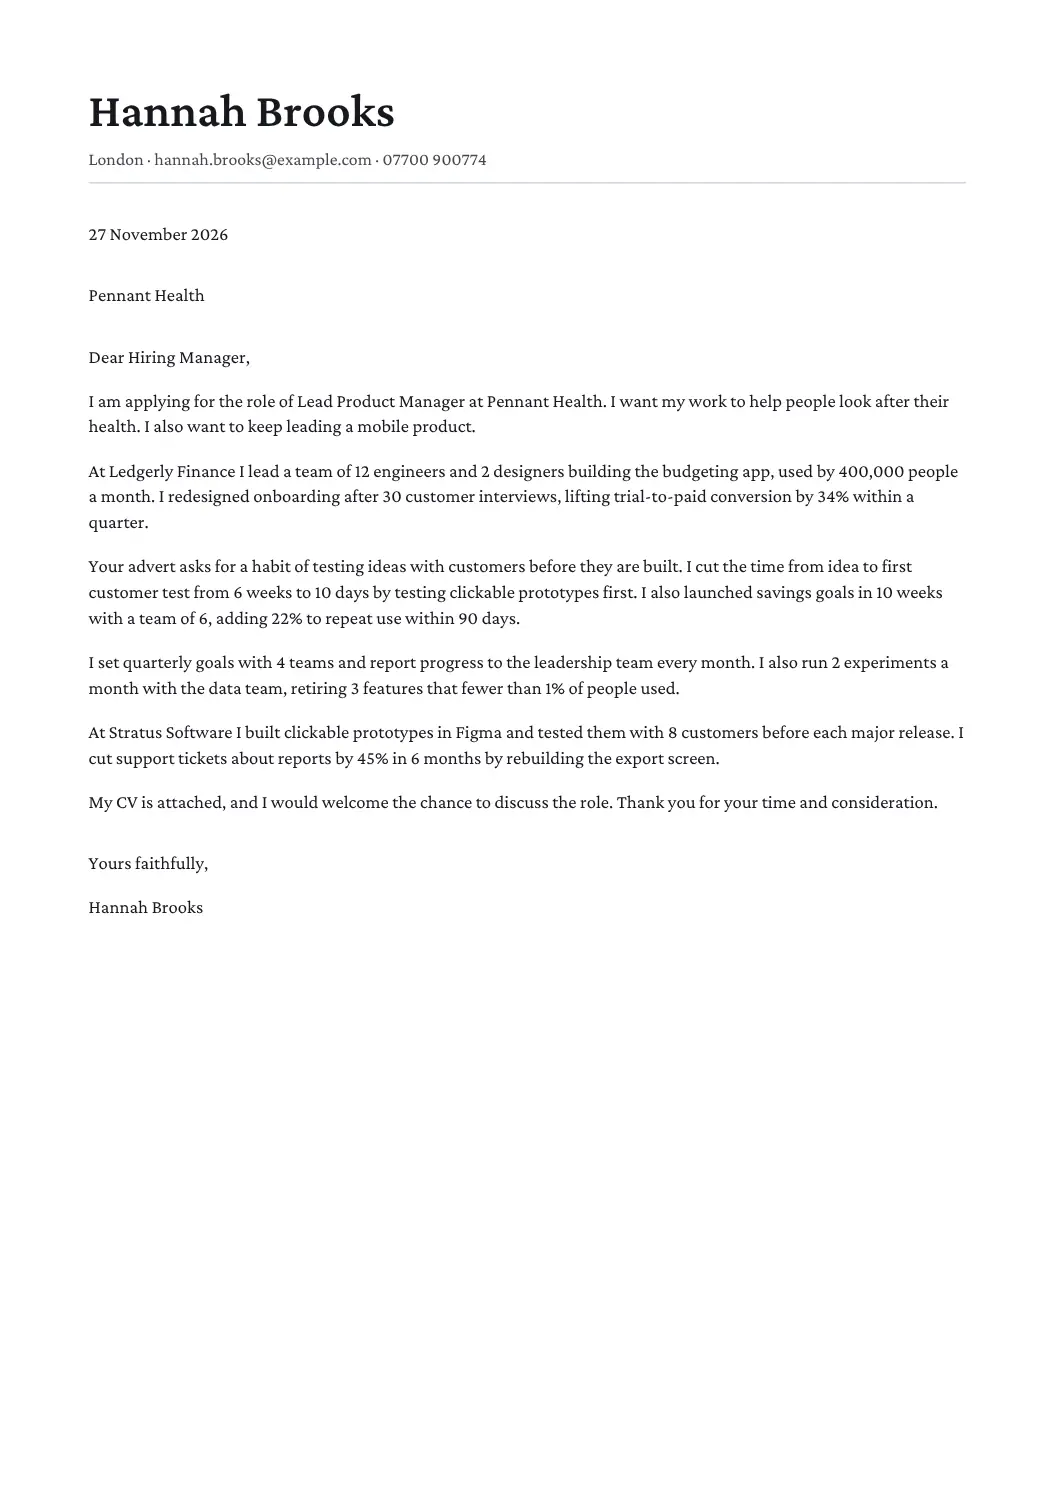 Hannah Brooks
London · hannah.brooks@example.com · 07700 900774
27 November 2026
Pennant Health
Dear Hiring Manager,
I am applying for the role of Lead Product Manager at Pennant Health. I want my work to help people look after their
health. I also want to keep leading a mobile product.
At Ledgerly Finance I lead a team of 12 engineers and 2 designers building the budgeting app, used by 400,000 people
a month. I redesigned onboarding after 30 customer interviews, lifting trial-to-paid conversion by 34% within a
quarter.
Your advert asks for a habit of testing ideas with customers before they are built. I cut the time from idea to first
customer test from 6 weeks to 10 days by testing clickable prototypes first. I also launched savings goals in 10 weeks
with a team of 6, adding 22% to repeat use within 90 days.
I set quarterly goals with 4 teams and report progress to the leadership team every month. I also run 2 experiments a
month with the data team, retiring 3 features that fewer than 1% of people used.
At Stratus Software I built clickable prototypes in Figma and tested them with 8 customers before each major release. I
cut support tickets about reports by 45% in 6 months by rebuilding the export screen.
My CV is attached, and I would welcome the chance to discuss the role. Thank you for your time and consideration.
Yours faithfully,
Hannah Brooks